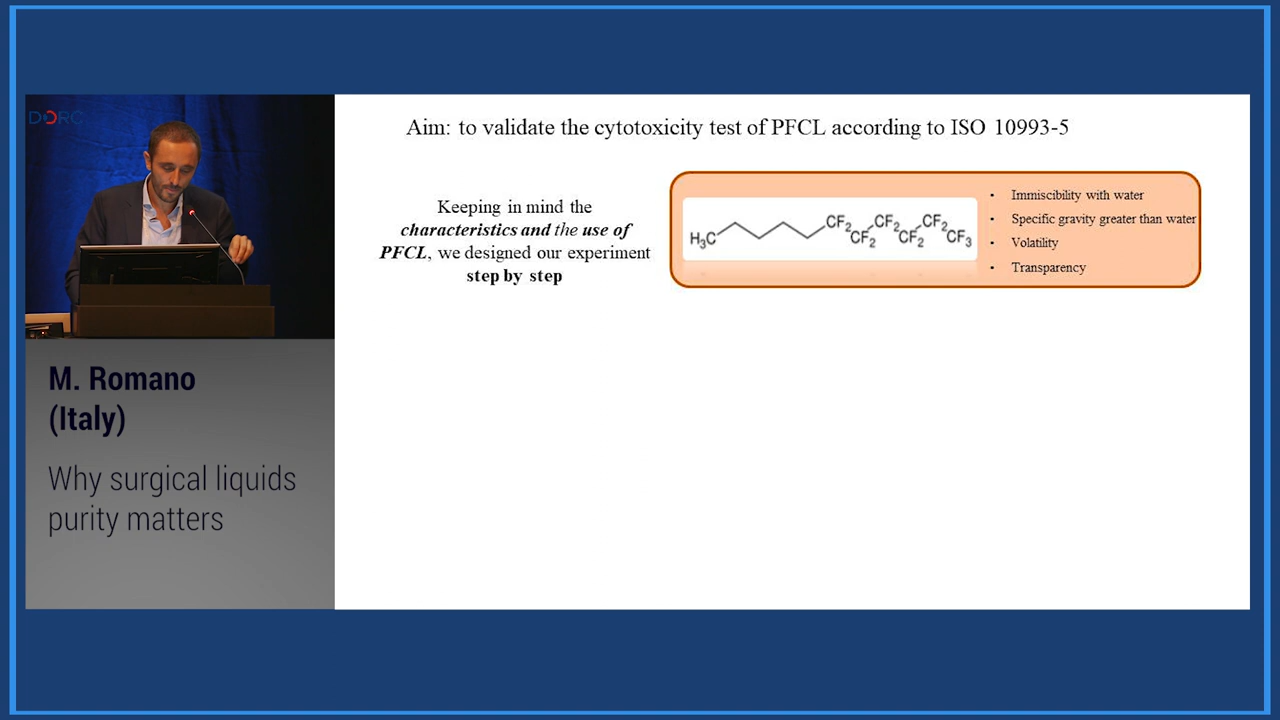 DORC
Aim: to validate the cytotoxicity test of PFCL according to ISO 10993-5
Keeping in mind the
characteristics and the use of
PFCL, we designed our experiment
step by step
H3C
CF2
CF2
CF2
CF2
CF2
CF3
• Immiscibility with water
• Specific gravity greater than water
• Volatility
• Transparency
M. Romano
(Italy)
Why surgical liquids
purity matters